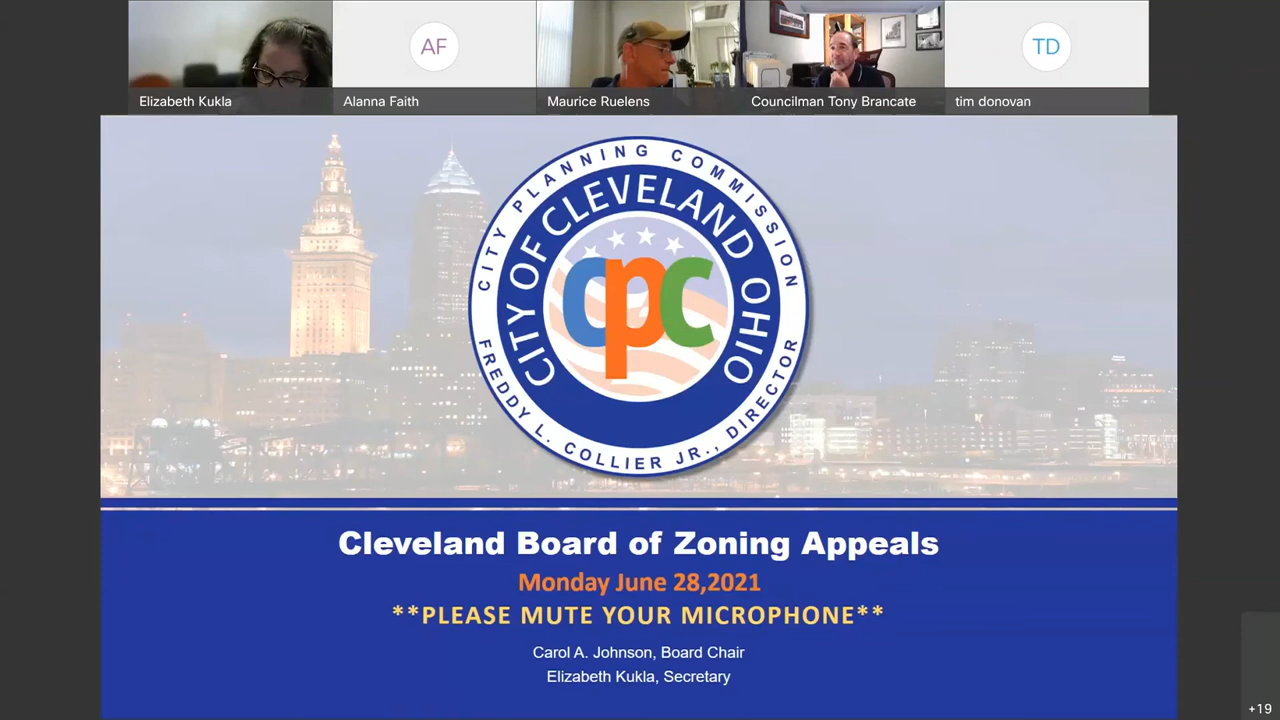 Elizabeth Kukla
AF
Alanna Faith
Maurice Ruelens
Councilman Tony Brancate
TD
tim donovan
CITY PLANNING COMMISSION
CITY OF CLEVELAND OHIO
cpc
FREDDY L. COLLIER JR., DIRECTOR
Cleveland Board of Zoning Appeals
Monday June 28,2021
**PLEASE MUTE YOUR MICROPHONE**
Carol A. Johnson, Board Chair
Elizabeth Kukla, Secretary
+19